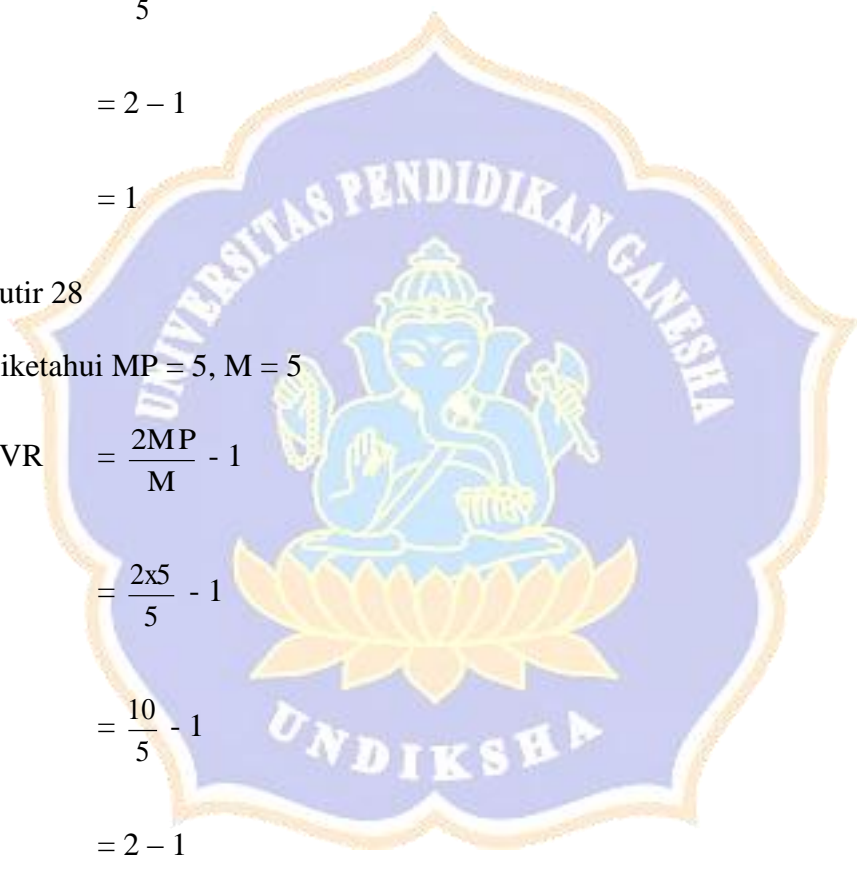 5
= 2 – 1
= 1
UNIVERSITAS PENDIDIKAN GANESHA
utir 28
iketahui MP = 5, M = 5
VR = 2MP/M - 1
= 2x5/5 - 1
= 10/5 - 1
UNDIKSHA
= 2 – 1